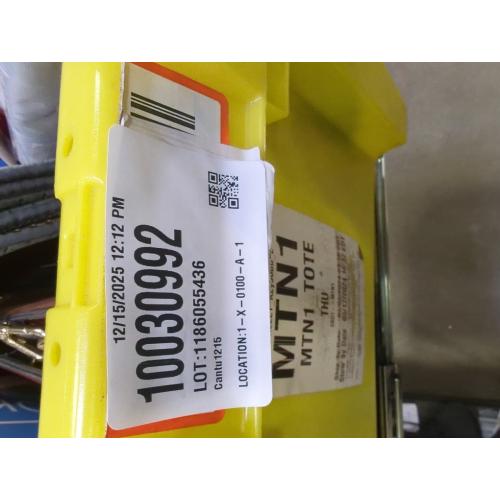 12/15/2025 12:12 PM
10030992
LOT:1186055436
Cantu1215
LOCATION:1-X-0100-A-1
MTN1
MTN1 TOTE
THU